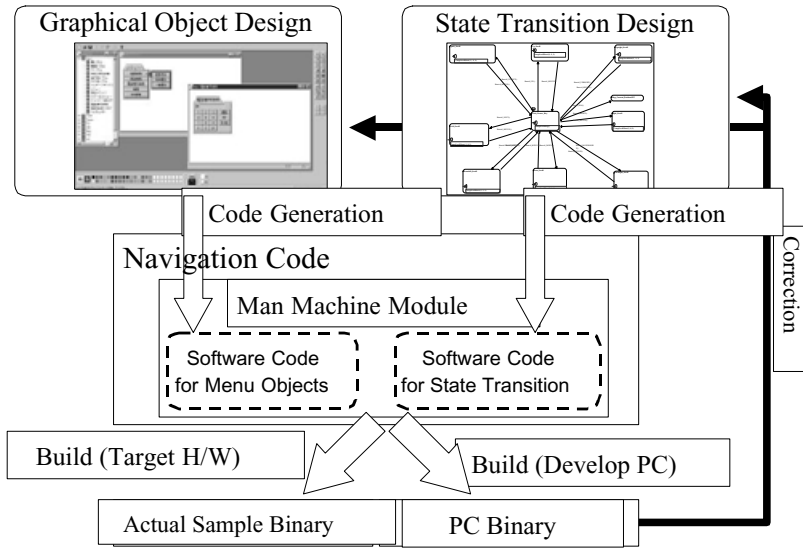 Graphical Object Design
State Transition Design
Code Generation
Code Generation
Correction
Navigation Code
Man Machine Module
Software Code
for Menu Objects
Software Code
for State Transition
Build (Target H/W)
Build (Develop PC)
Actual Sample Binary
PC Binary